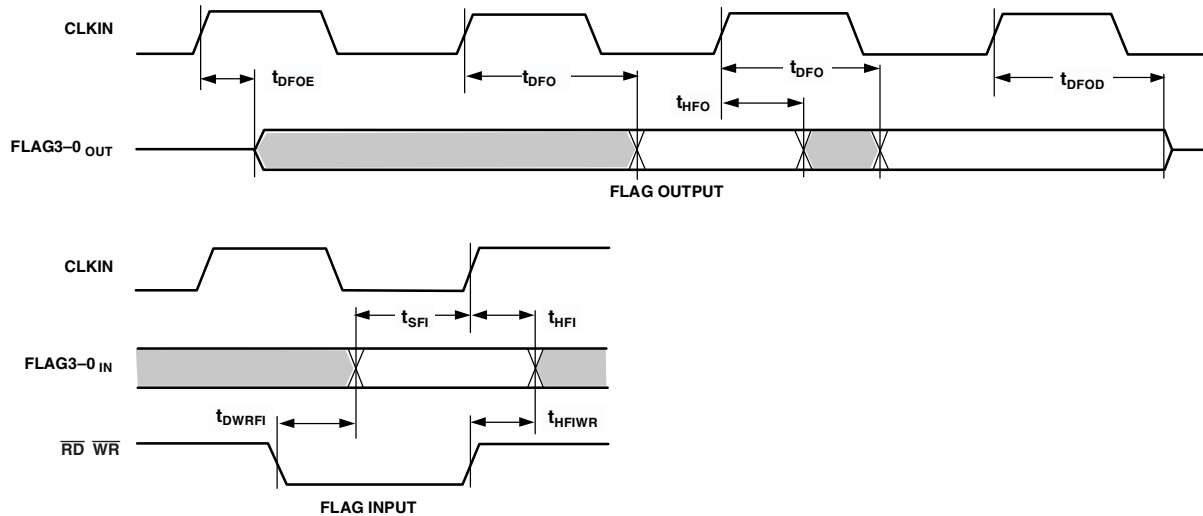 CLKIN
tDFOE
tDFO
tDFO
tHFO
tDFOD
FLAG3–0 OUT
FLAG OUTPUT
CLKIN
tSFI
tHFI
FLAG3–0 IN
tDWRFI
tHFIWR
RD WR
FLAG INPUT